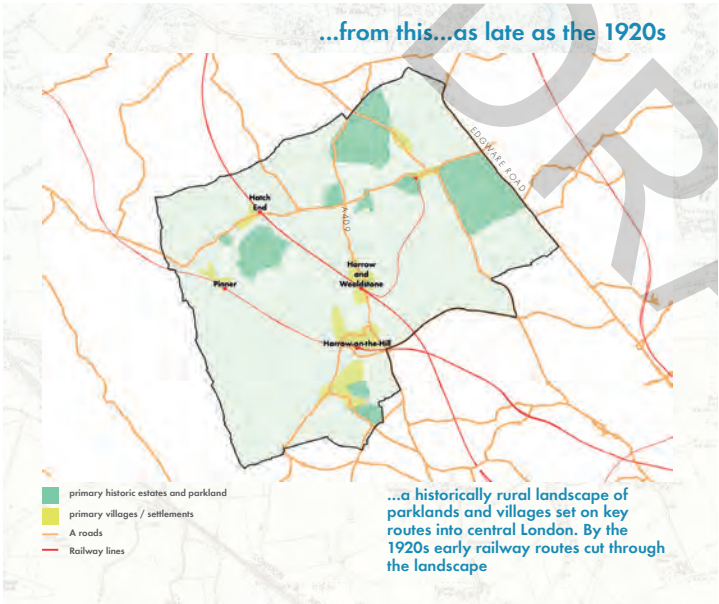 ...from this...as late as the 1920s
EDGWARE ROAD
A409
Hatch
End
Harrow
and
Wealdstone
Pinner
Harrow-on-the-Hill
primary historic estates and parkland
primary villages / settlements
A roads
Railway lines
...a historically rural landscape of
parklands and villages set on key
routes into central London. By the
1920s early railway routes cut through
the landscape